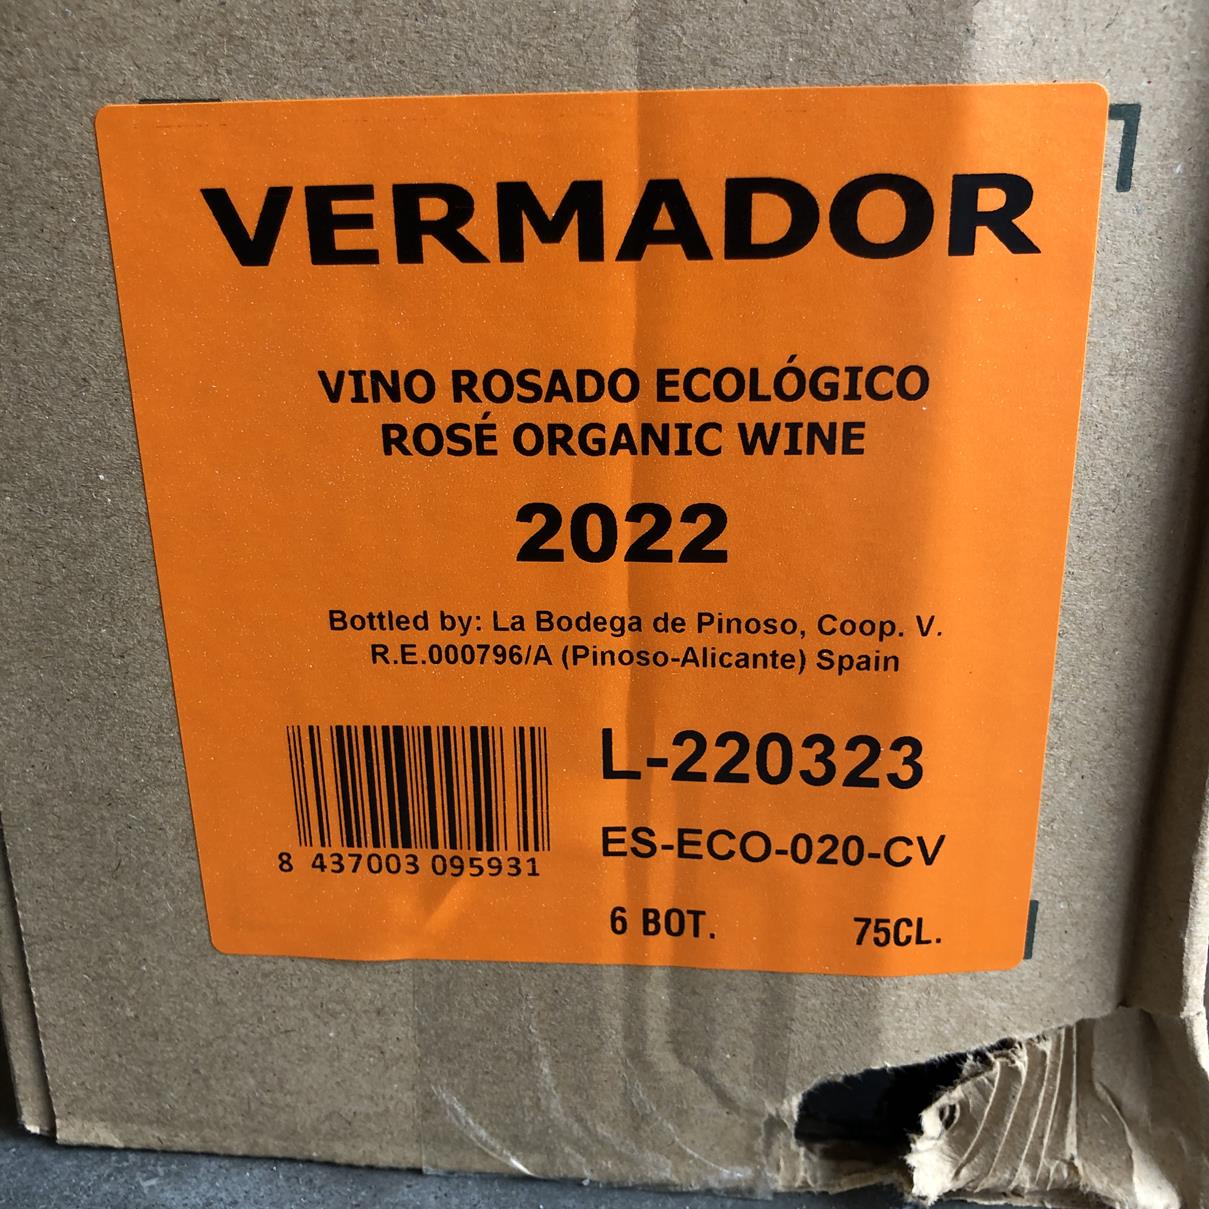 VERMADOR
VINO ROSADO ECOLÓGICO
ROSÉ ORGANIC WINE
2022
Bottled by: La Bodega de Pinoso, Coop. V.
R.E.000796/A (Pinoso-Alicante) Spain
L-220323
8 437003 095931
ES-ECO-020-CV
6 BOT. 75CL.